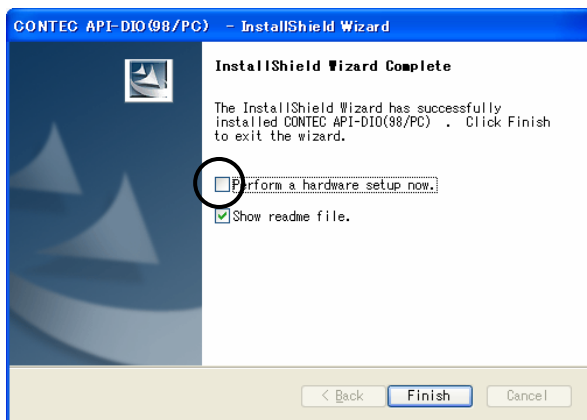 CONTEC API-DIO(98/PC) - InstallShield Wizard
InstallShield Wizard Complete
The InstallShield Wizard has successfully
installed CONTEC API-DIO(98/PC) . Click Finish
to exit the wizard.
Perform a hardware setup now.
Show readme file.
< Back Finish Cancel